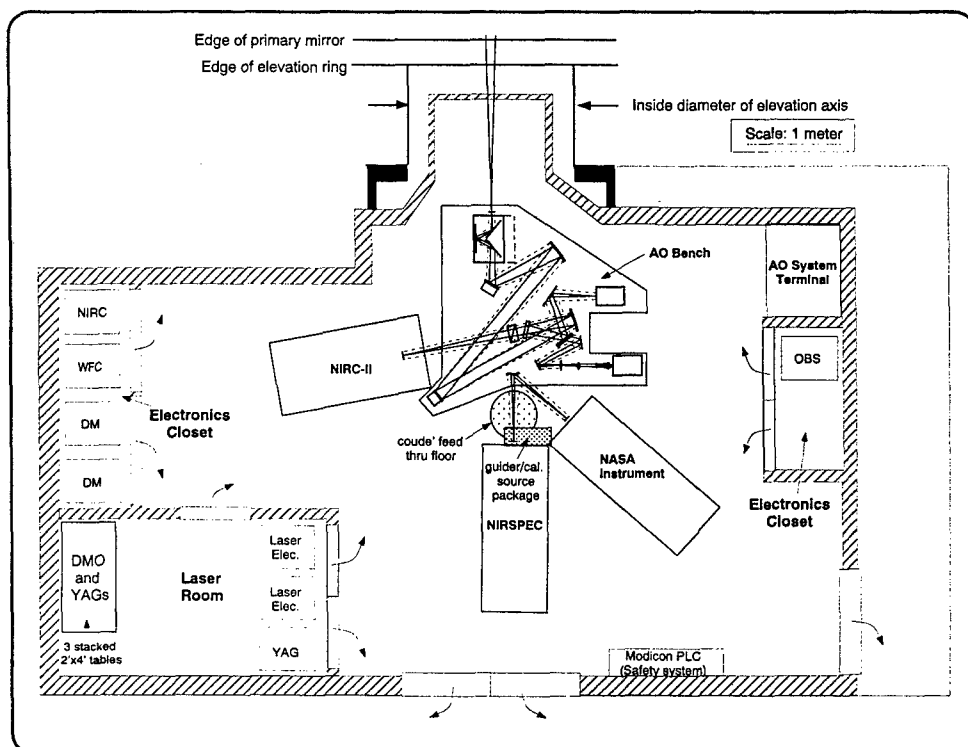 Edge of primary mirror
Edge of elevation ring
Inside diameter of elevation axis
Scale: 1 meter
AO Bench
AO System
Terminal
NIRC
WFC
DM
DM
Electronics
Closet
NIRC-II
OBS
coude' feed
thru floor
guider/cal.
source
package
NASA
Instrument
NIRSPEC
Electronics
Closet
DMO
and
YAGs
3 stacked
2'x4' tables
Laser
Room
Laser
Elec.
Laser
Elec.
YAG
Modicon PLC
(Safety system)